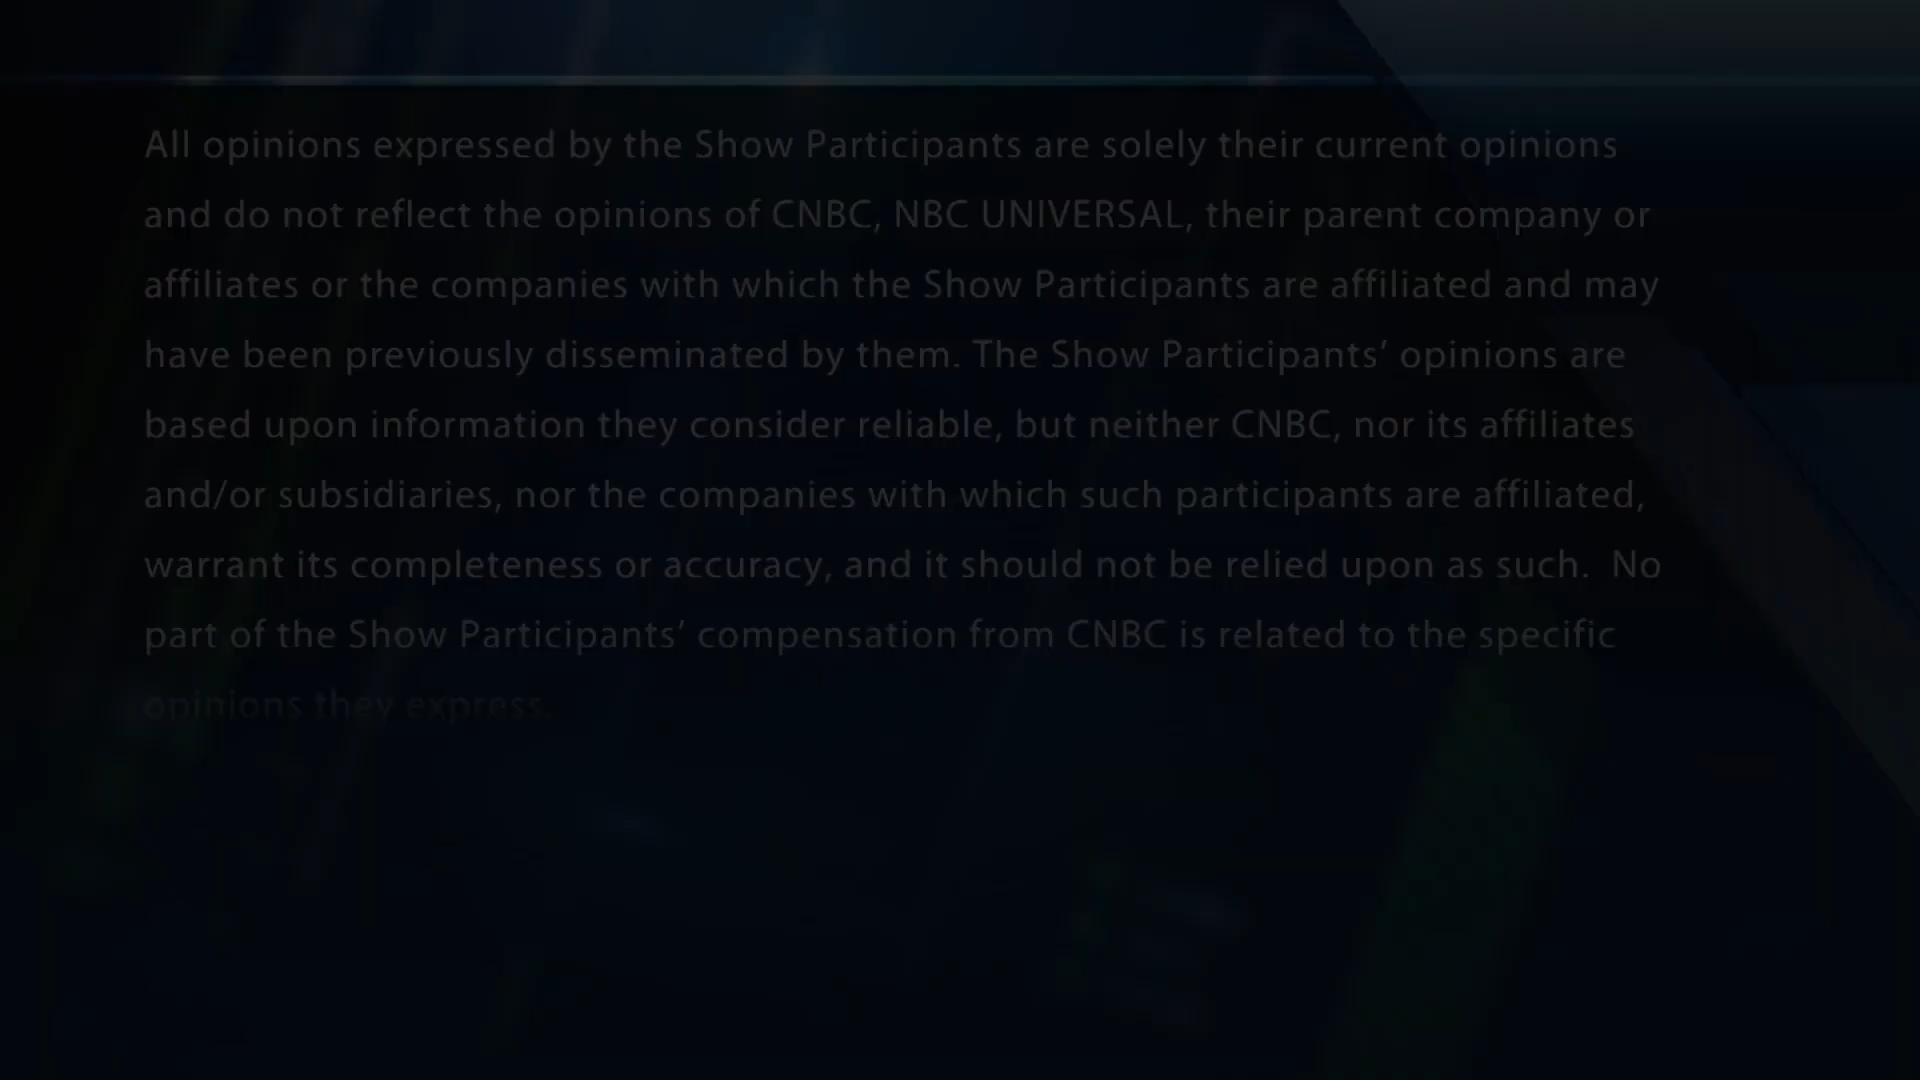 All opinions expressed by the Show Participants are solely their current opinions
and do not reflect the opinions of CNBC, NBC UNIVERSAL, their parent company or
affiliates or the companies with which the Show Participants are affiliated and may
have been previously disseminated by them. The Show Participants’ opinions are
based upon information they consider reliable, but neither CNBC, nor its affiliates
and/or subsidiaries, nor the companies with which such participants are affiliated,
warrant its completeness or accuracy, and it should not be relied upon as such.  No
part of the Show Participants’ compensation from CNBC is related to the specific
opinions they express.